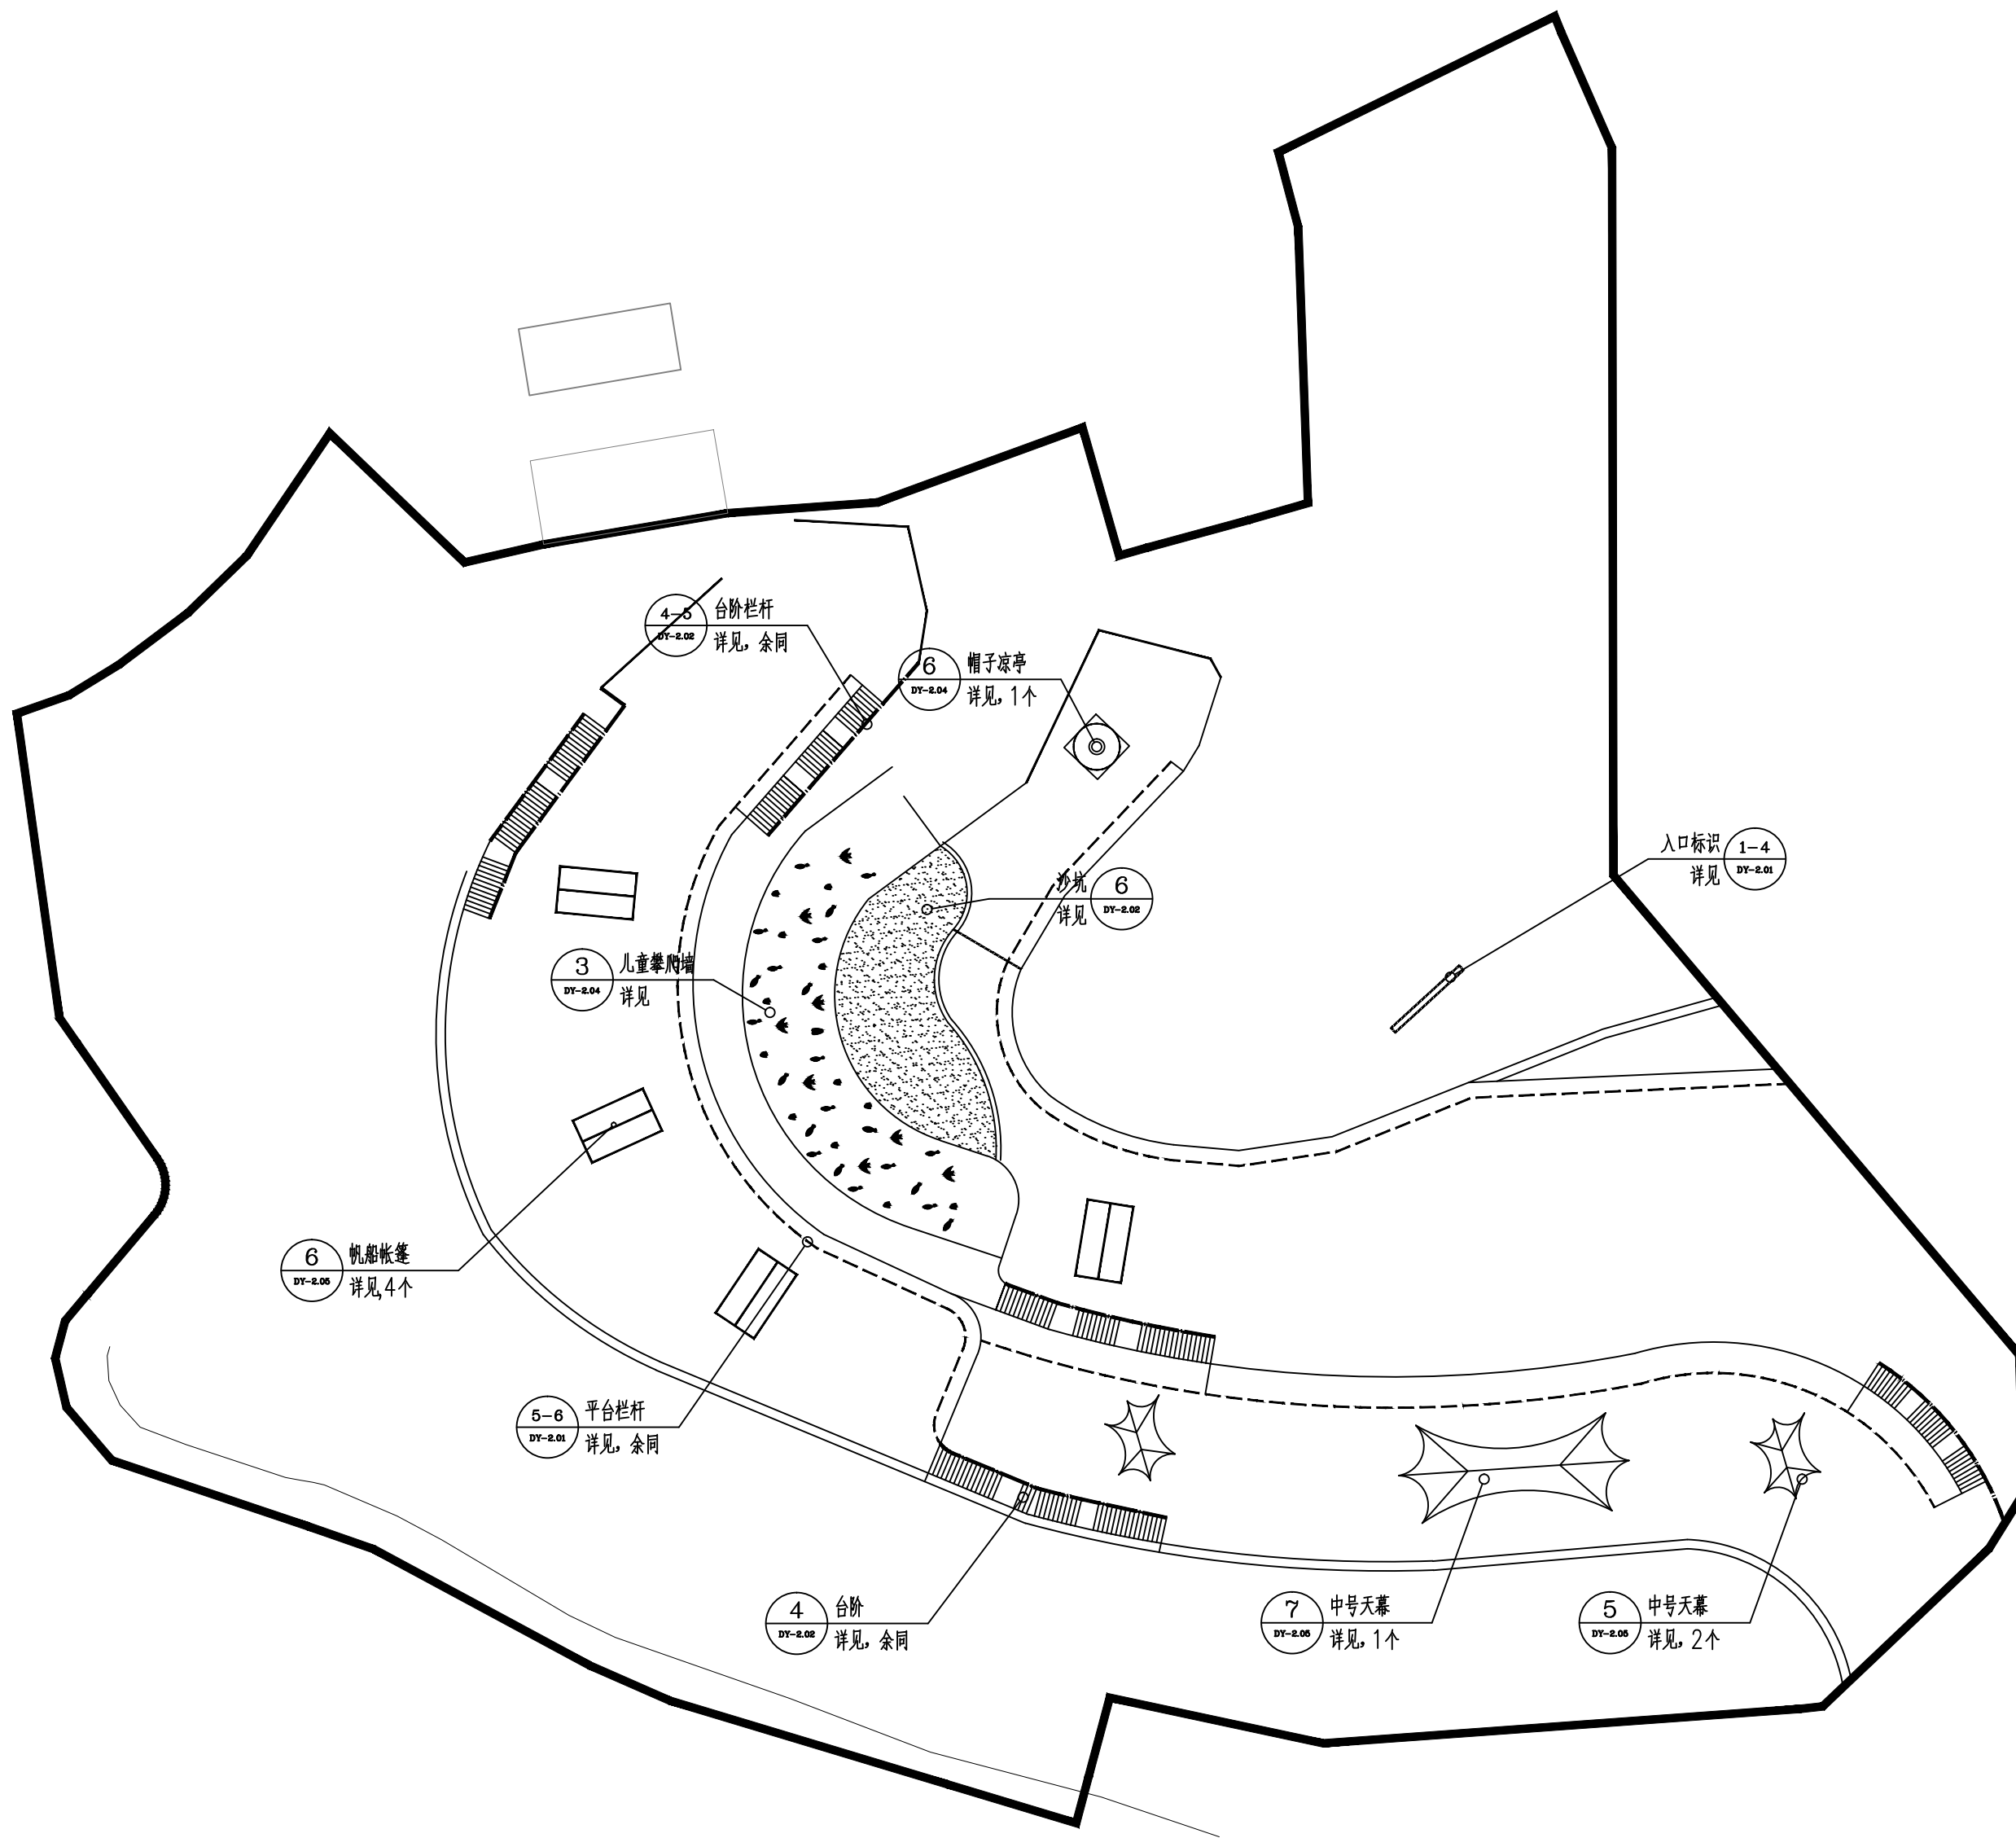 4-5
DY-2.02
台阶栏杆
详见，余同
6
DY-2.04
帽子凉亭
详见，1个
入口标识
详见
1-4
DY-2.01
沙坑
详见
6
DY-2.02
3
DY-2.04
儿童攀爬墙
详见
6
DY-2.05
帆船帐篷
详见,4个
5-6
DY-2.01
平台栏杆
详见，余同
4
DY-2.02
台阶
详见，余同
7
DY-2.05
中号天幕
详见，1个
5
DY-2.05
中号天幕
详见，2个